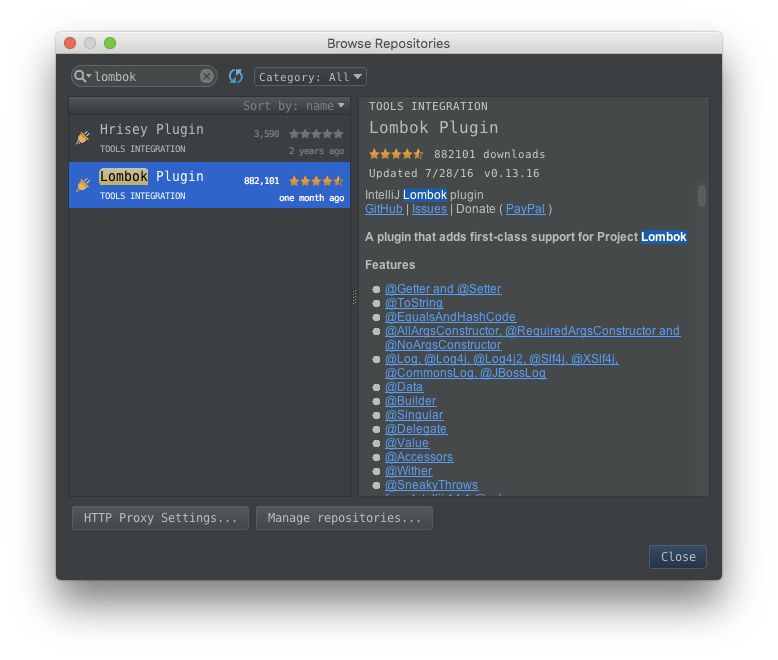 Browse Repositories
lombok
Category: All
Sort by: name
Hrisey Plugin
3,590
TOOLS INTEGRATION
2 years ago
Lombok Plugin
882,101
TOOLS INTEGRATION
one month ago
TOOLS INTEGRATION
Lombok Plugin
882101 downloads
Updated 7/28/16 v0.13.16
IntelliJ Lombok plugin
GitHub | Issues | Donate ( PayPal )
A plugin that adds first-class support for Project Lombok
Features
@Getter and @Setter
@ToString
@EqualsAndHashCode
@AllArgsConstructor, @RequiredArgsConstructor and
@NoArgsConstructor
@Log, @Log4j, @Log4j2, @Slf4j, @XSlf4j,
@CommonsLog, @JBossLog
@Data
@Builder
@Singular
@Delegate
@Value
@Accessors
@Wither
@SneakyThrows
HTTP Proxy Settings...
Manage repositories...
Close